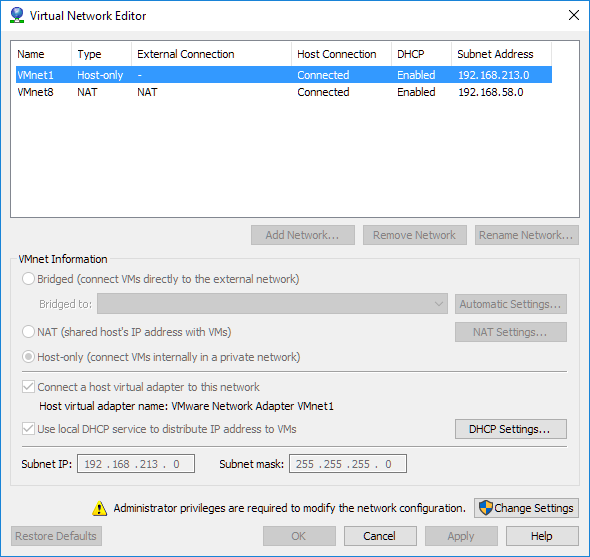 Virtual Network Editor
Name Type External Connection Host Connection DHCP Subnet Address
VMnet1 Host-only - Connected Enabled 192.168.213.0
VMnet8 NAT NAT Connected Enabled 192.168.58.0
Add Network... Remove Network Rename Network...
VMnet Information
Bridged (connect VMs directly to the external network)
Bridged to: Automatic Settings...
NAT (shared host's IP address with VMs) NAT Settings...
Host-only (connect VMs internally in a private network)
Connect a host virtual adapter to this network
Host virtual adapter name: VMware Network Adapter VMnet1
Use local DHCP service to distribute IP address to VMs DHCP Settings...
Subnet IP: 192 . 168 . 213 . 0 Subnet mask: 255 . 255 . 255 . 0
Administrator privileges are required to modify the network configuration. Change Settings
Restore Defaults OK Cancel Apply Help